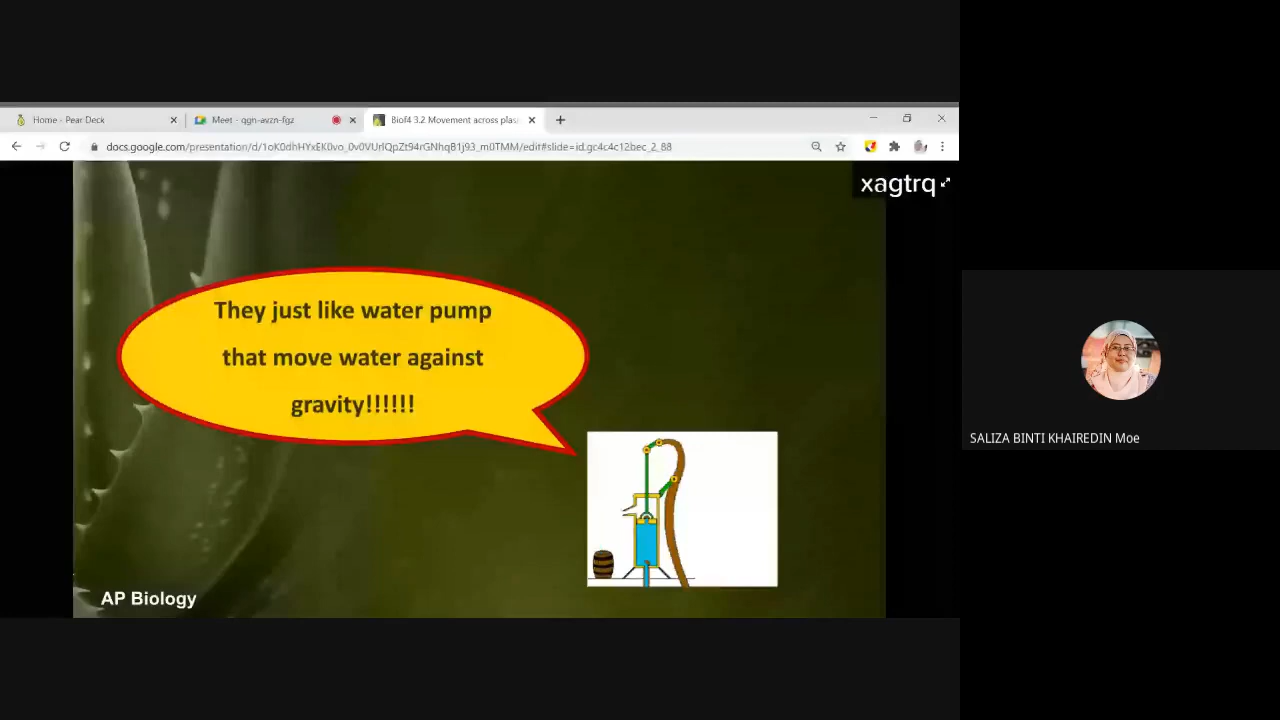 Home - Pear Deck
Meet - qgn-avzn-fgz
Biof4 3.2 Movement across plas
docs.google.com/presentation/d/1oK0dhHYxEK0vo_0v0VUrlQpZt94rGNhqB1j93_m0TMM/edit#slide=id.gc4c4c12bec_2_88
xagtrq
They just like water pump
that move water against
gravity!!!!!!
SALIZA BINTI KHAIREDIN Moe
AP Biology